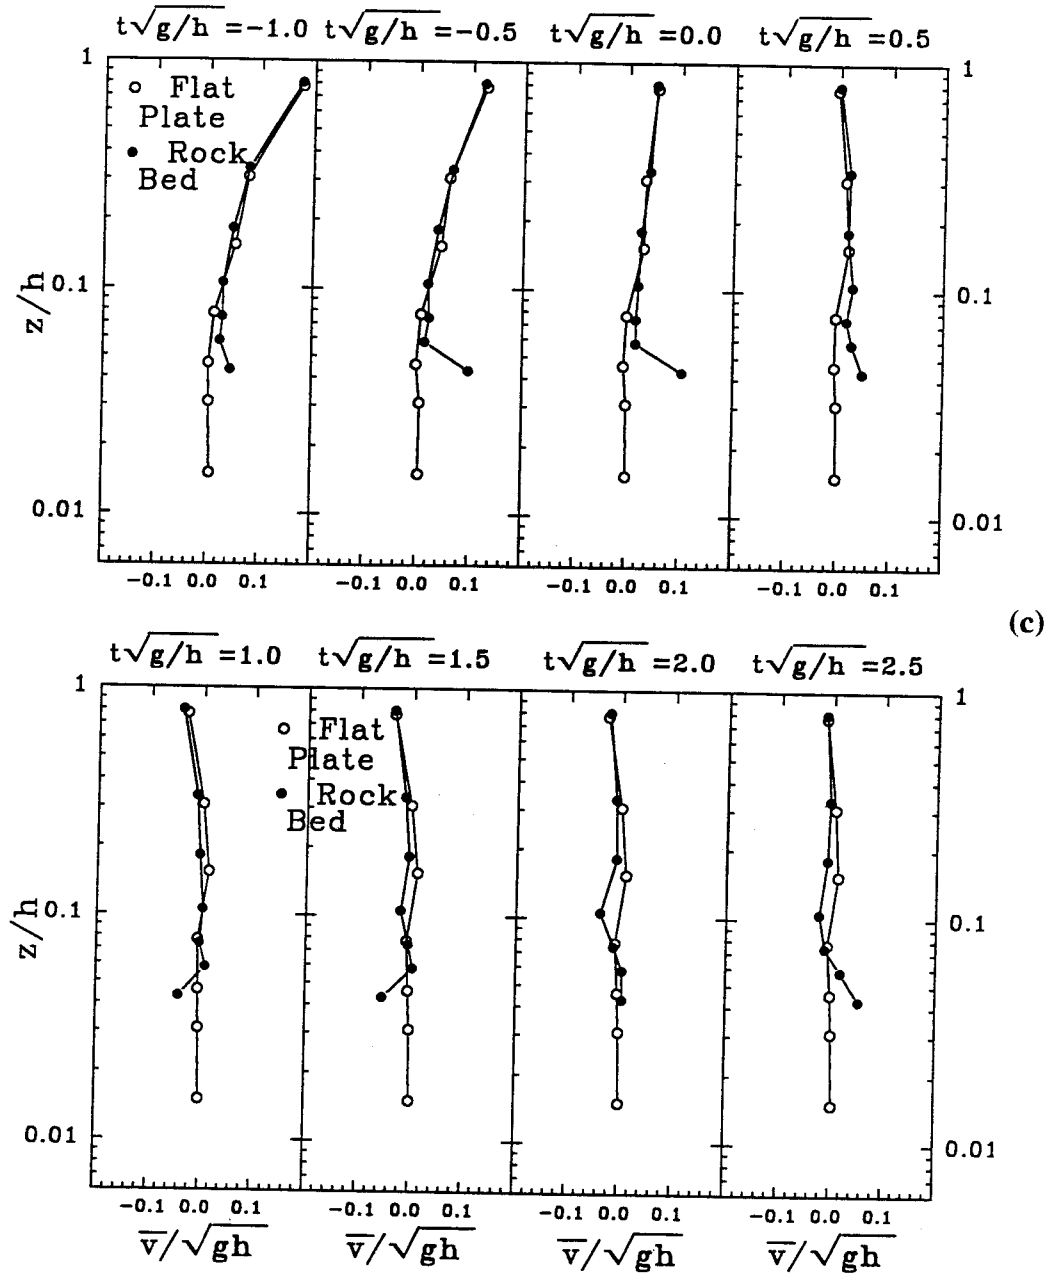 t√g/h =−1.0 t√g/h =−0.5 t√g/h =0.0 t√g/h =0.5
1 1
○ Flat
Plate
● Rock
Bed
z/h 0.1 0.1
0.01 0.01
−0.1 0.0 0.1 −0.1 0.0 0.1 −0.1 0.0 0.1 −0.1 0.0 0.1
(c)
t√g/h =1.0 t√g/h =1.5 t√g/h =2.0 t√g/h =2.5
1 1
○ Flat
Plate
● Rock
Bed
z/h 0.1 0.1
0.01 0.01
−0.1 0.0 0.1 −0.1 0.0 0.1 −0.1 0.0 0.1 −0.1 0.0 0.1
v̅/√gh v̅/√gh v̅/√gh v̅/√gh